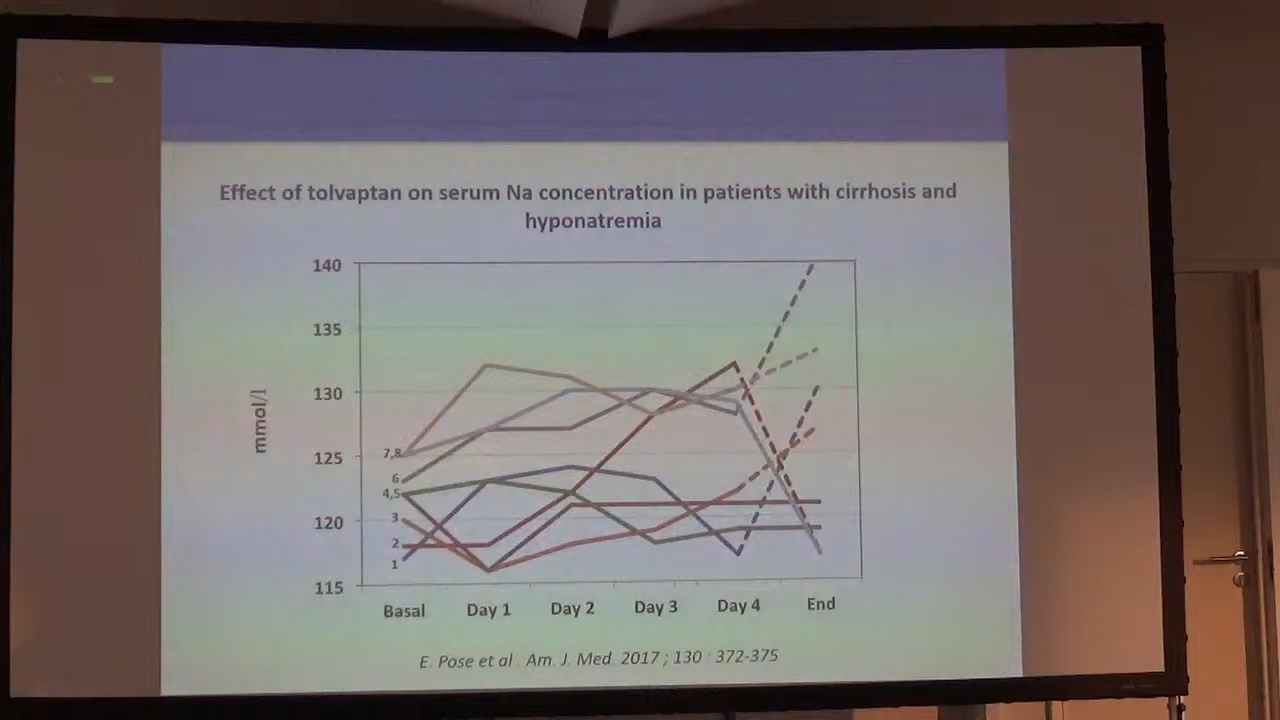 Effect of tolvaptan on serum Na concentration in patients with cirrhosis and
hyponatremia
140
135
130
125
120
115
mmol/l
7,8
6
4,5
3
2
1
Basal Day 1 Day 2 Day 3 Day 4 End
E. Pose et al . Am. J. Med. 2017 ; 130 : 372-375